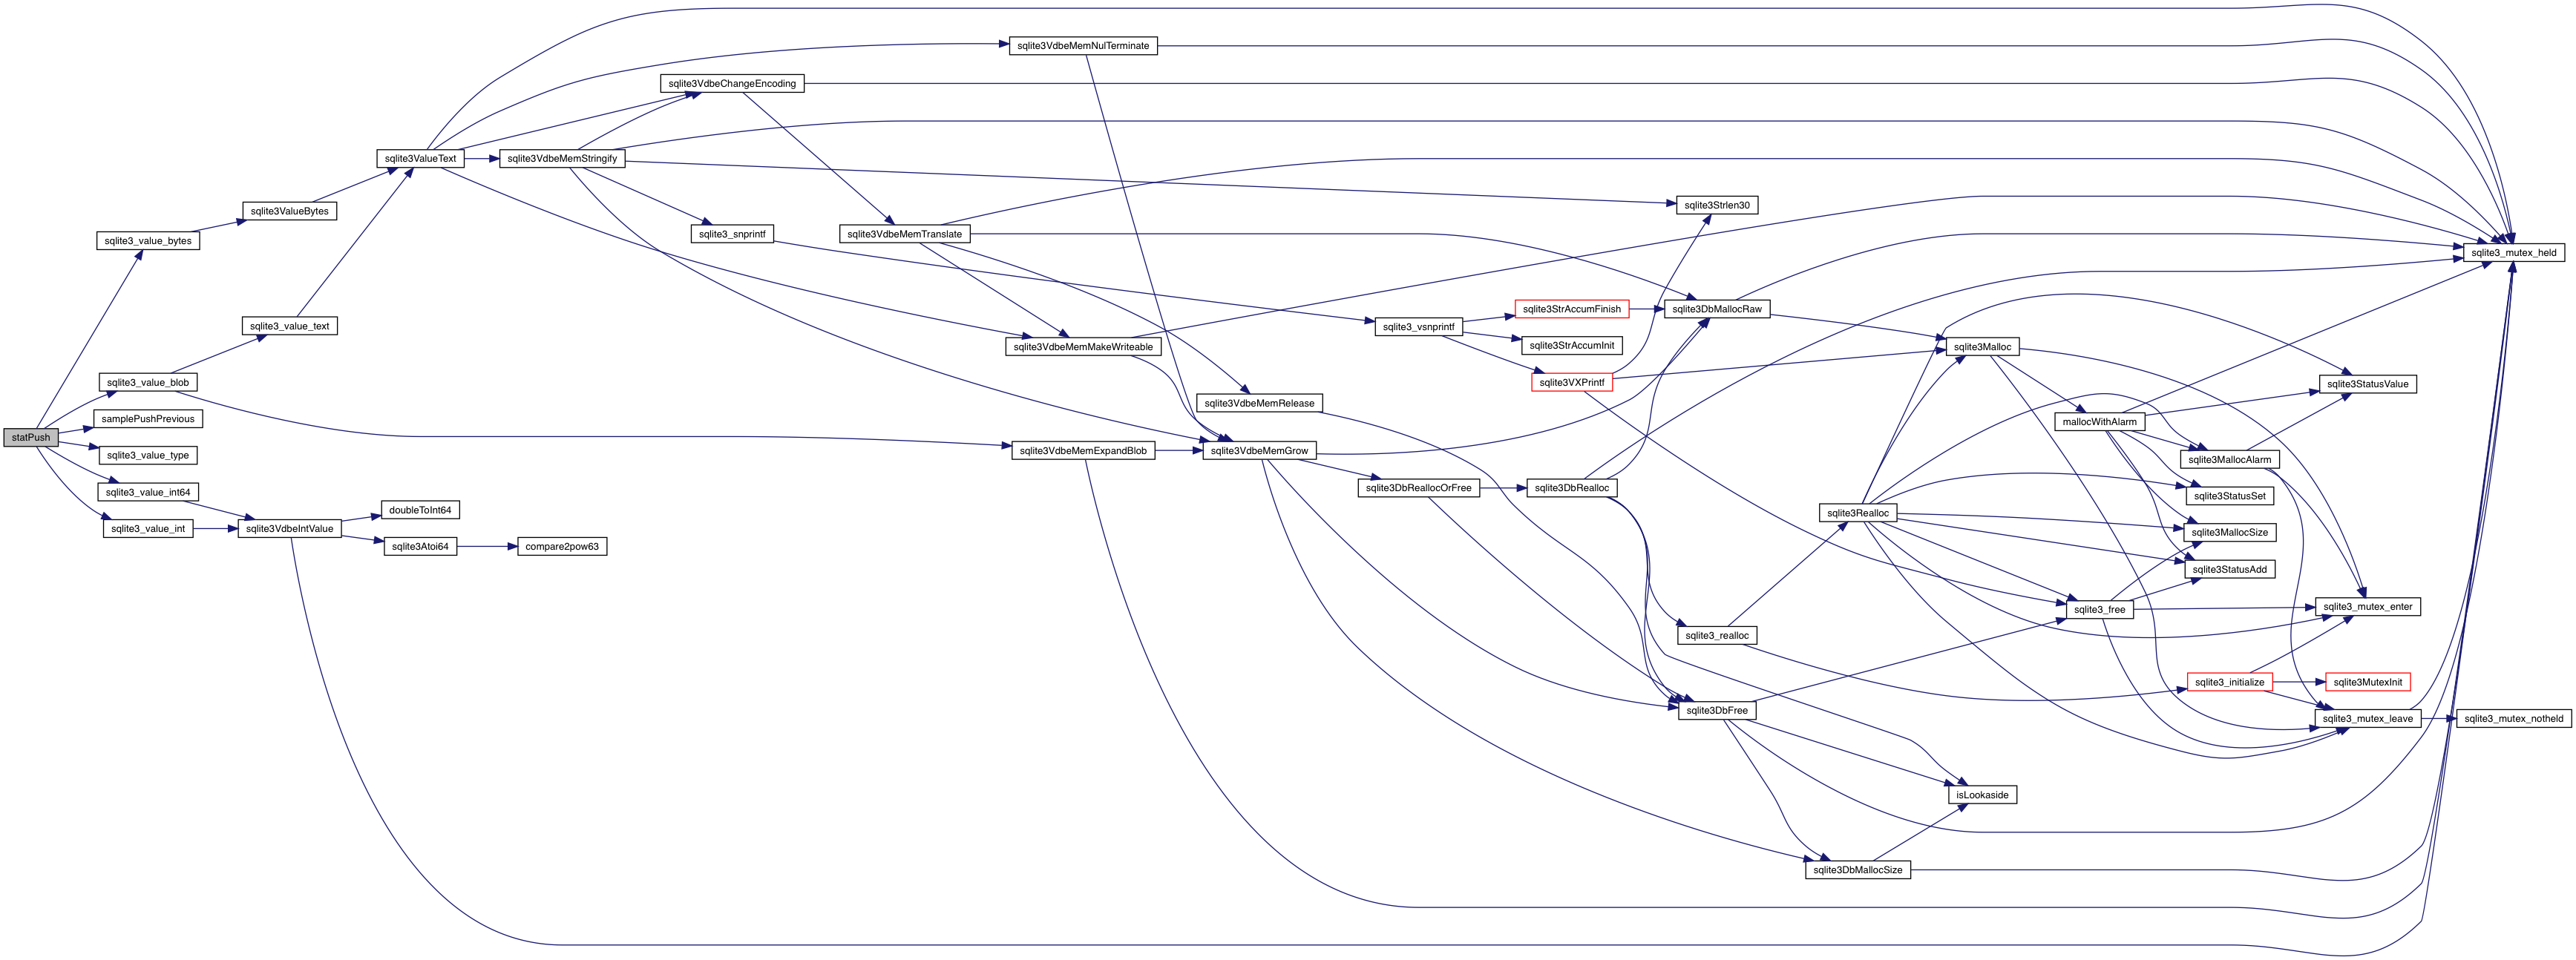 statPush
sqlite3_value_bytes
sqlite3_value_blob
samplePushPrevious
sqlite3_value_type
sqlite3_value_int64
sqlite3_value_int
sqlite3ValueBytes
sqlite3_value_text
sqlite3VdbeIntValue
sqlite3ValueText
doubleToInt64
sqlite3Atoi64
sqlite3VdbeMemStringify
compare2pow63
sqlite3VdbeChangeEncoding
sqlite3_snprintf
sqlite3VdbeMemTranslate
sqlite3VdbeMemNulTerminate
sqlite3VdbeMemMakeWriteable
sqlite3VdbeMemExpandBlob
sqlite3VdbeMemRelease
sqlite3VdbeMemGrow
sqlite3_vsnprintf
sqlite3DbReallocOrFree
sqlite3StrAccumFinish
sqlite3StrAccumInit
sqlite3VXPrintf
sqlite3DbRealloc
sqlite3Strlen30
sqlite3DbMallocRaw
sqlite3_realloc
sqlite3DbFree
sqlite3Realloc
sqlite3DbMallocSize
sqlite3Malloc
isLookaside
mallocWithAlarm
sqlite3_free
sqlite3MallocAlarm
sqlite3StatusSet
sqlite3MallocSize
sqlite3StatusAdd
sqlite3_initialize
sqlite3StatusValue
sqlite3_mutex_enter
sqlite3MutexInit
sqlite3_mutex_leave
sqlite3_mutex_held
sqlite3_mutex_notheld